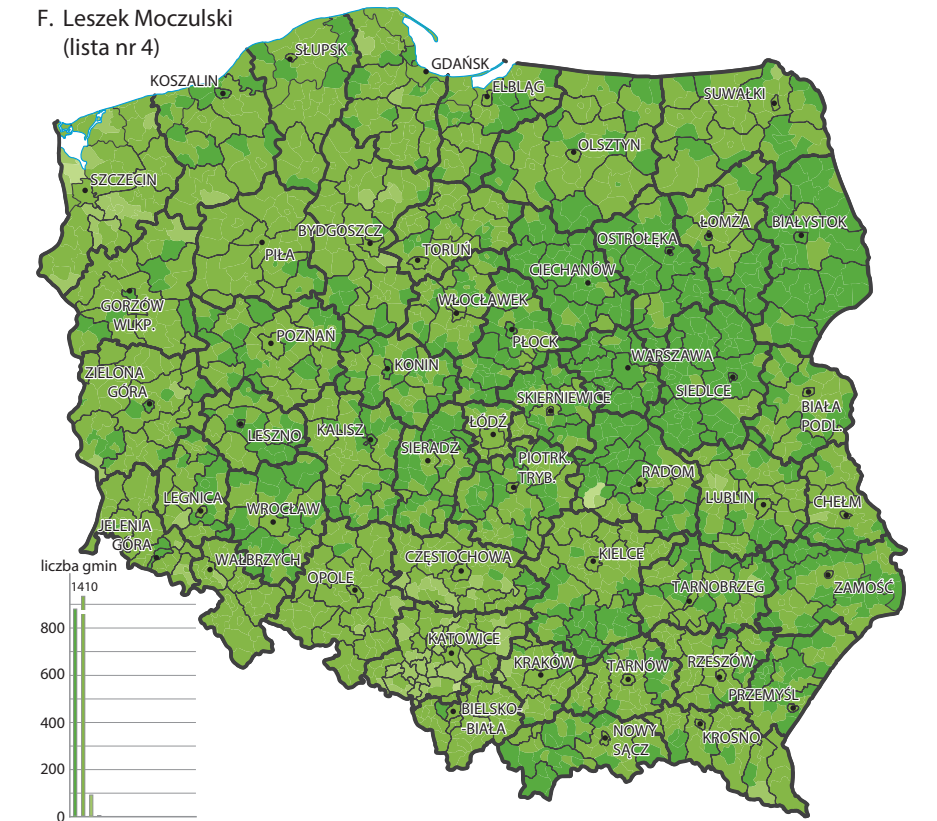 F. Leszek Moczulski
(lista nr 4)
SŁUPSK
GDAŃSK
KOSZALIN
ELBLĄG
SUWAŁKI
OLSZTYN
SZCZECIN
BYDGOSZCZ
ŁOMŻA
BIAŁYSTOK
OSTROŁĘKA
TORUŃ
PIŁA
CIECHANÓW
GORZÓW
WLKP.
WŁOCŁAWEK
POZNAŃ
PŁOCK
WARSZAWA
KONIN
ZIELONA
GÓRA
SIEDLCE
SKIERNIEWICE
BIAŁA
PODL.
LESZNO
KALISZ
ŁÓDŹ
SIERADZ
PIOTRK.
TRYB.
RADOM
LEGNICA
LUBLIN
CHEŁM
WROCŁAW
JELENIA
GÓRA
WAŁBRZYCH
CZĘSTOCHOWA
KIELCE
OPOLE
TARNOBRZEG
ZAMOŚĆ
KATOWICE
KRAKÓW
TARNÓW
RZESZÓW
PRZEMYŚL
BIELSKO-
-BIAŁA
NOWY
SĄCZ
KROSNO
liczba gmin
1410
800
600
400
200
0